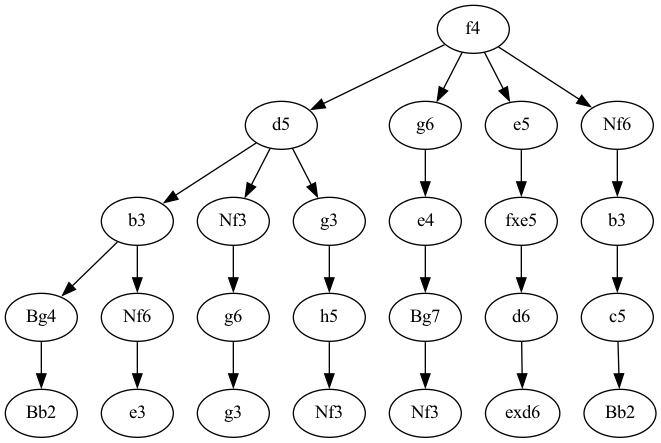 f4
d5 g6 e5 Nf6
b3 Nf3 g3 e4 fxe5 b3
Bg4 Nf6 g6 h5 Bg7 d6 c5
Bb2 e3 g3 Nf3 Nf3 exd6 Bb2